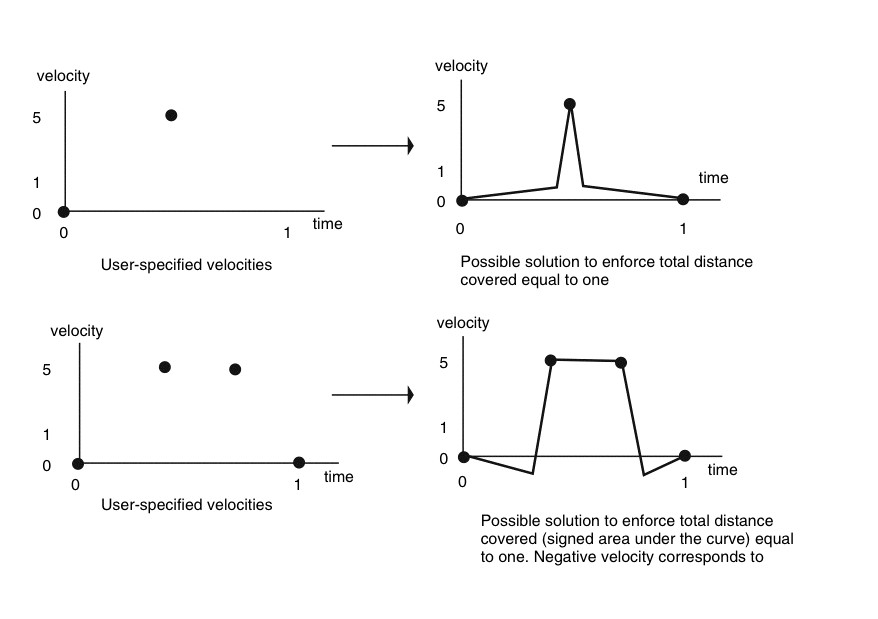 velocity
5
1
0
0
1
time
User-specified velocities
velocity
5
1
0
time
0
1
Possible solution to enforce total distance
covered equal to one
velocity
5
1
0
0
1
time
User-specified velocities
velocity
5
1
0
0
1
time
Possible solution to enforce total distance
covered (signed area under the curve) equal
to one. Negative velocity corresponds to